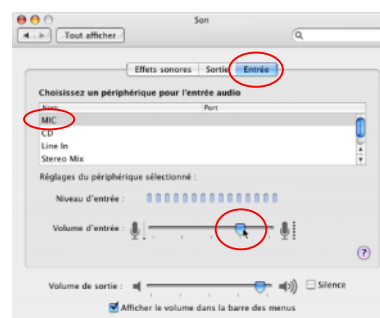 Son
Tout afficher
Effets sonores Sortie Entrée
Choisissez un périphérique pour l'entrée audio
Nom Port
MIC
CD
Line In
Stereo Mix
Réglages du périphérique sélectionné :
Niveau d'entrée :
Volume d'entrée :
?
Volume de sortie : Silence
Afficher le volume dans la barre des menus